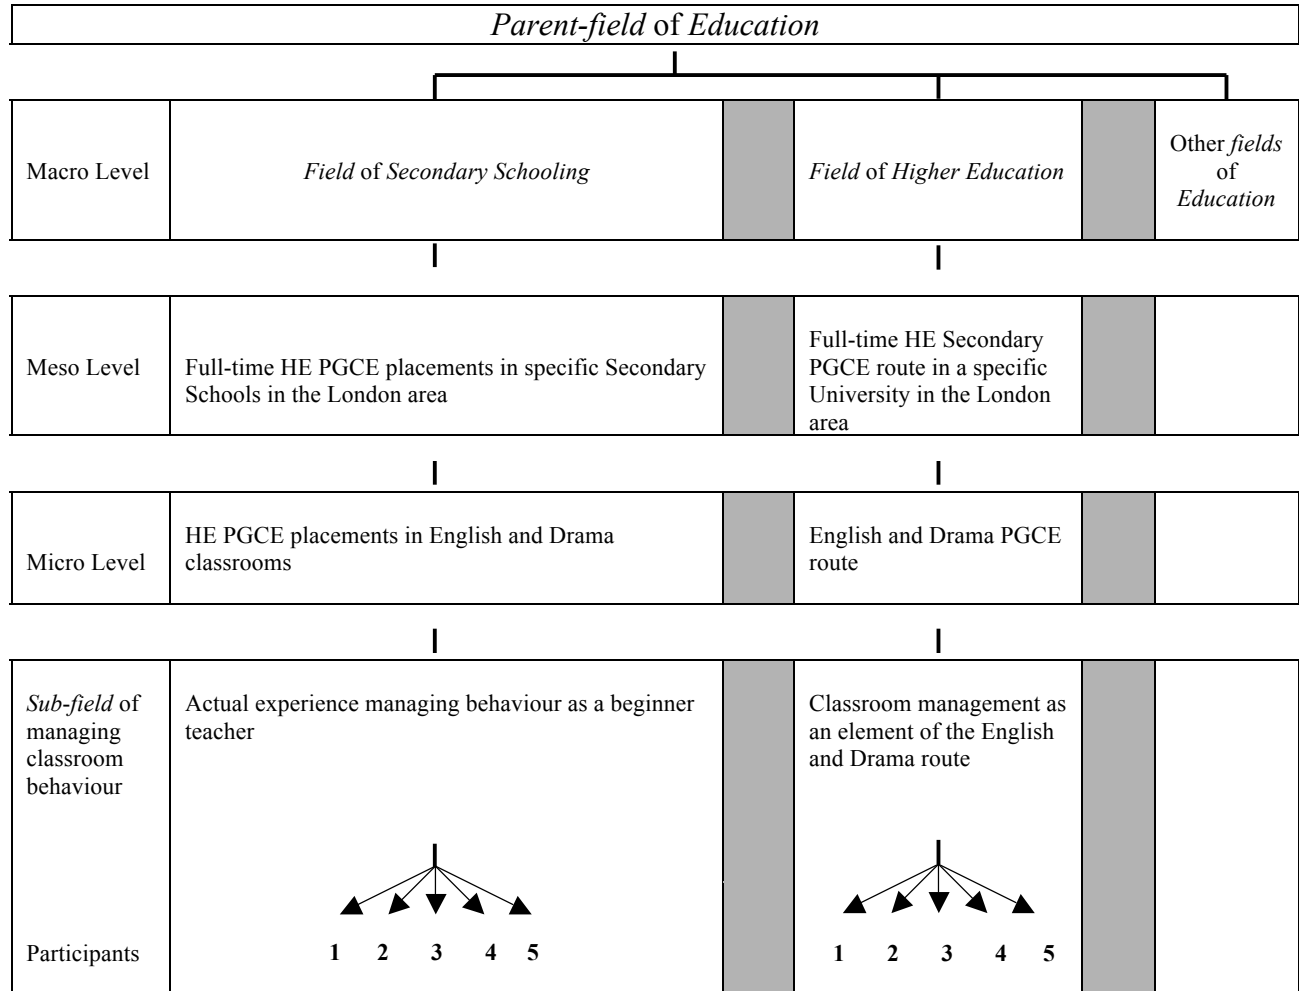 Parent-field of Education
Macro Level
Field of Secondary Schooling
Field of Higher Education
Other fields
of
Education
Meso Level
Full-time HE PGCE placements in specific Secondary
Schools in the London area
Full-time HE Secondary
PGCE route in a specific
University in the London
area
Micro Level
HE PGCE placements in English and Drama
classrooms
English and Drama PGCE
route
Sub-field of
managing
classroom
behaviour
Actual experience managing behaviour as a beginner
teacher
Classroom management as
an element of the English
and Drama route
Participants
1 2 3 4 5
1 2 3 4 5